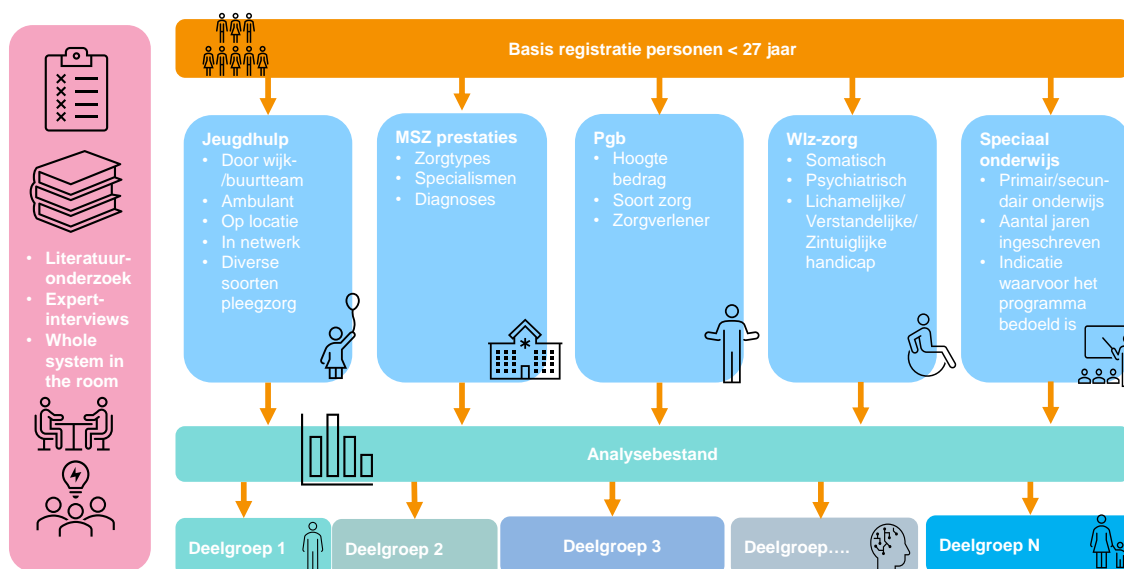 Basis registratie personen < 27 jaar
• Literatuur-
onderzoek
• Expert-
interviews
• Whole
system in
the room
Jeugdhulp
• Door wijk-
/buurtteam
• Ambulant
• Op locatie
• In netwerk
• Diverse
soorten
pleegzorg
MSZ prestaties
• Zorgtypes
• Specialismen
• Diagnoses
Pgb
• Hoogte
bedrag
• Soort zorg
• Zorgverlener
Wlz-zorg
• Somatisch
• Psychiatrisch
• Lichamelijke/
Verstandelijke/
Zintuiglijke
handicap
Speciaal
onderwijs
• Primair/secun-
dair onderwijs
• Aantal jaren
ingeschreven
• Indicatie
waarvoor het
programma
bedoeld is
Analysebestand
Deelgroep 1
Deelgroep 2
Deelgroep 3
Deelgroep….
Deelgroep N